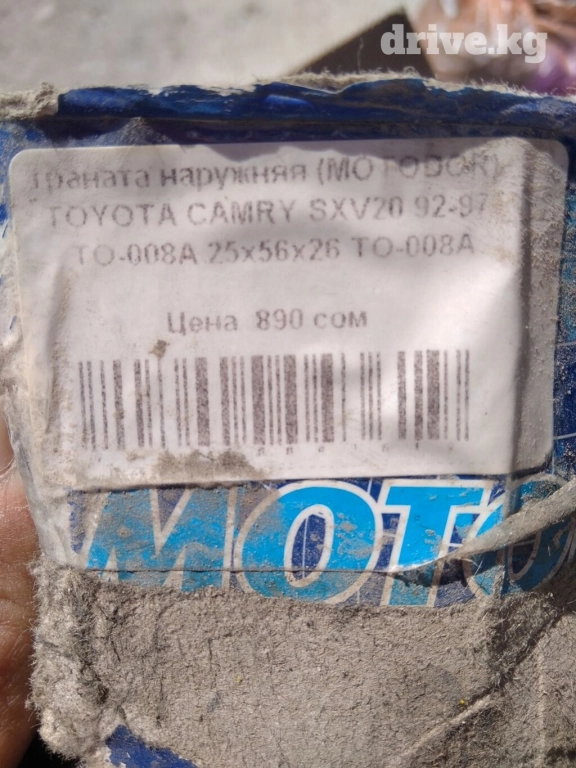 drive.kg
граната наружняя (MOTODOR)
TOYOTA CAMRY SXV20 92-97
TO-008A 25x56x26 TO-008A
Цена 890 сом
MOTO